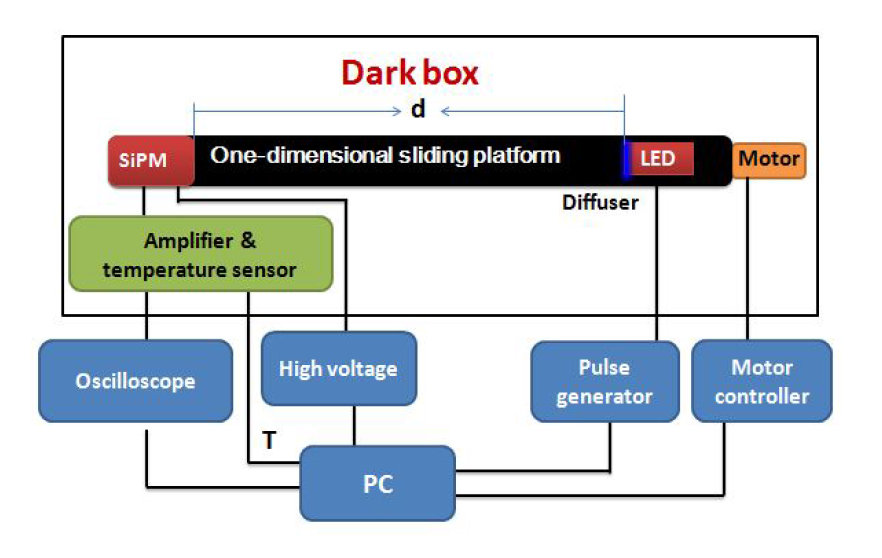 Dark box
d
SiPM
One-dimensional sliding platform
LED
Motor
Diffuser
Amplifier &
temperature sensor
Oscilloscope
High voltage
Pulse
generator
Motor
controller
T
PC